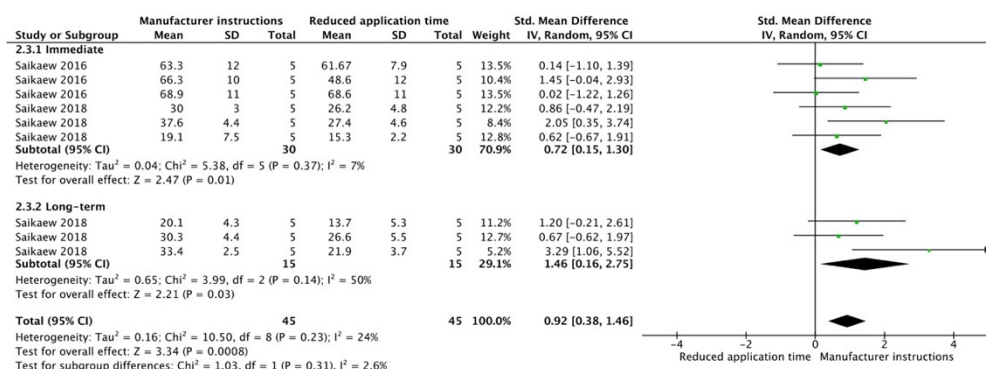 Manufacturer instructions Reduced application time Std. Mean Difference Std. Mean Difference
Study or Subgroup Mean SD Total Mean SD Total Weight IV, Random, 95% CI IV, Random, 95% CI
2.3.1 Immediate
Saikaew 2016 63.3 12 5 61.67 7.9 5 13.5% 0.14 [-1.10, 1.39]
Saikaew 2016 66.3 10 5 48.6 12 5 10.4% 1.45 [-0.04, 2.93]
Saikaew 2016 68.9 11 5 68.6 11 5 13.5% 0.02 [-1.22, 1.26]
Saikaew 2018 30 3 5 26.2 4.8 5 12.2% 0.86 [-0.47, 2.19]
Saikaew 2018 37.6 4.4 5 27.4 4.6 5 8.4% 2.05 [0.35, 3.74]
Saikaew 2018 19.1 7.5 5 15.3 2.2 5 12.8% 0.62 [-0.67, 1.91]
Subtotal (95% CI) 30 30 70.9% 0.72 [0.15, 1.30]
Heterogeneity: Tau² = 0.04; Chi² = 5.38, df = 5 (P = 0.37); I² = 7%
Test for overall effect: Z = 2.47 (P = 0.01)
2.3.2 Long-term
Saikaew 2018 20.1 4.3 5 13.7 5.3 5 11.2% 1.20 [-0.21, 2.61]
Saikaew 2018 30.3 4.4 5 26.6 5.5 5 12.7% 0.67 [-0.62, 1.97]
Saikaew 2018 33.4 2.5 5 21.9 3.7 5 5.2% 3.29 [1.06, 5.52]
Subtotal (95% CI) 15 15 29.1% 1.46 [0.16, 2.75]
Heterogeneity: Tau² = 0.65; Chi² = 3.99, df = 2 (P = 0.14); I² = 50%
Test for overall effect: Z = 2.21 (P = 0.03)
Total (95% CI) 45 45 100.0% 0.92 [0.38, 1.46]
Heterogeneity: Tau² = 0.16; Chi² = 10.50, df = 8 (P = 0.23); I² = 24%
Test for overall effect: Z = 3.34 (P = 0.0008)
Test for subgroup differences: Chi² = 1.03, df = 1 (P = 0.31), I² = 2.6%
-4 -2 0 2 4
Reduced application time Manufacturer instructions